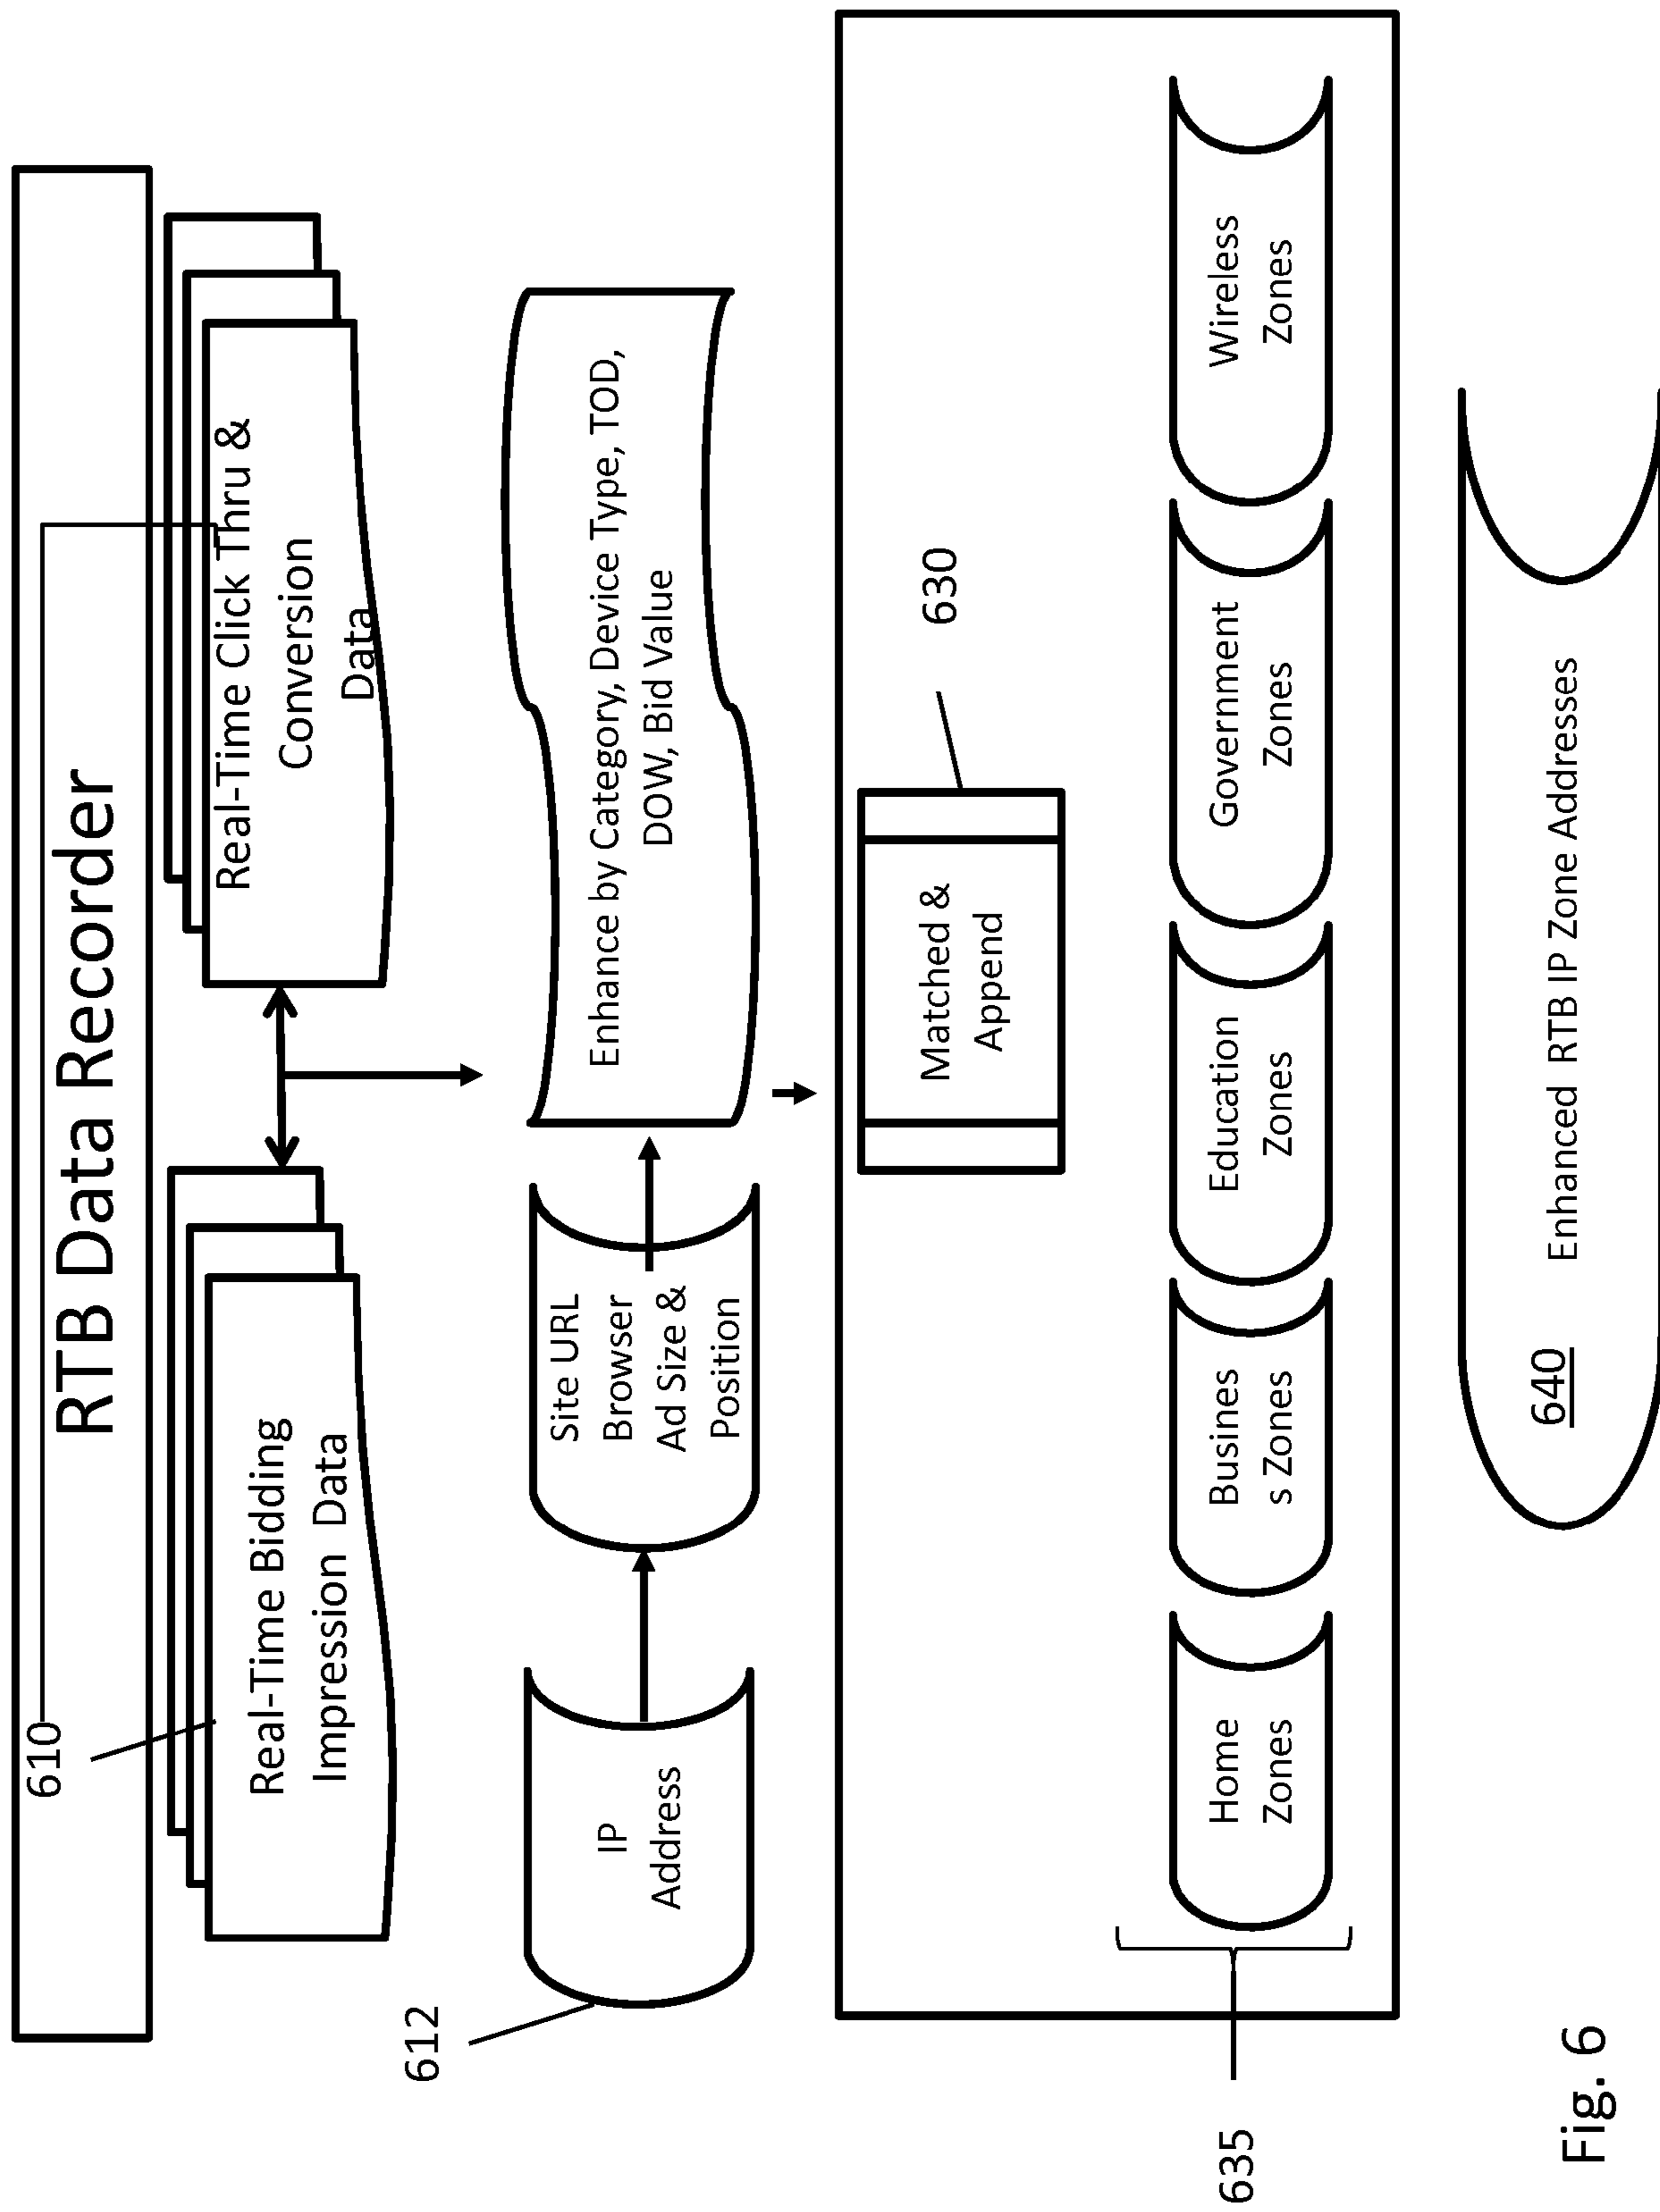 RTB Data Recorder
610
Real-Time Bidding
Impression Data
Real-Time Click Thru &
Conversion
Data
612
IP
Address
Site URL
Browser
Ad Size &
Position
Enhance by Category, Device Type, TOD,
DOW, Bid Value
Matched &
Append
630
635
Home
Zones
Busines
s Zones
Education
Zones
Government
Zones
Wireless
Zones
640
Enhanced RTB IP Zone Addresses
Fig. 6